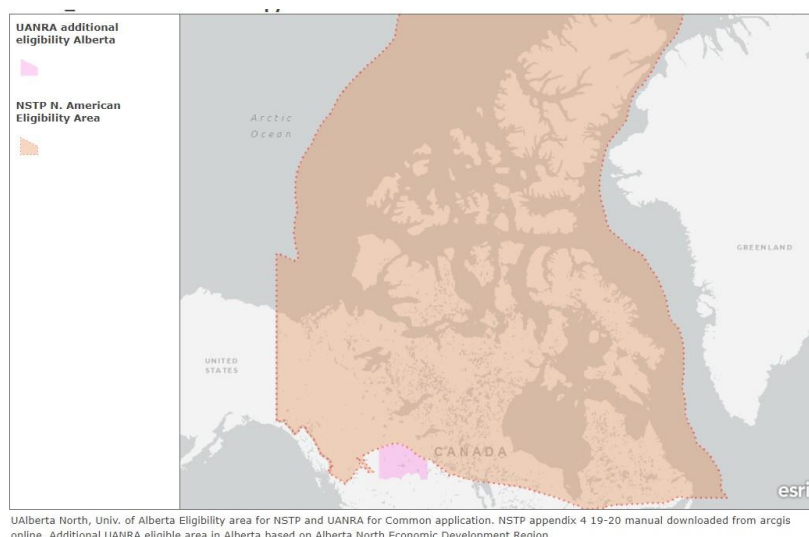 UANRA additional
eligibility Alberta
NSTP N. American
Eligibility Area
Arctic
Ocean
GREENLAND
UNITED
STATES
CANADA
esri
UAlberta North, Univ. of Alberta Eligibility area for NSTP and UANRA for Common application. NSTP appendix 4 19-20 manual downloaded from arcgis
online. Additional UANRA eligible area in Alberta based on Alberta North Economic Development Region